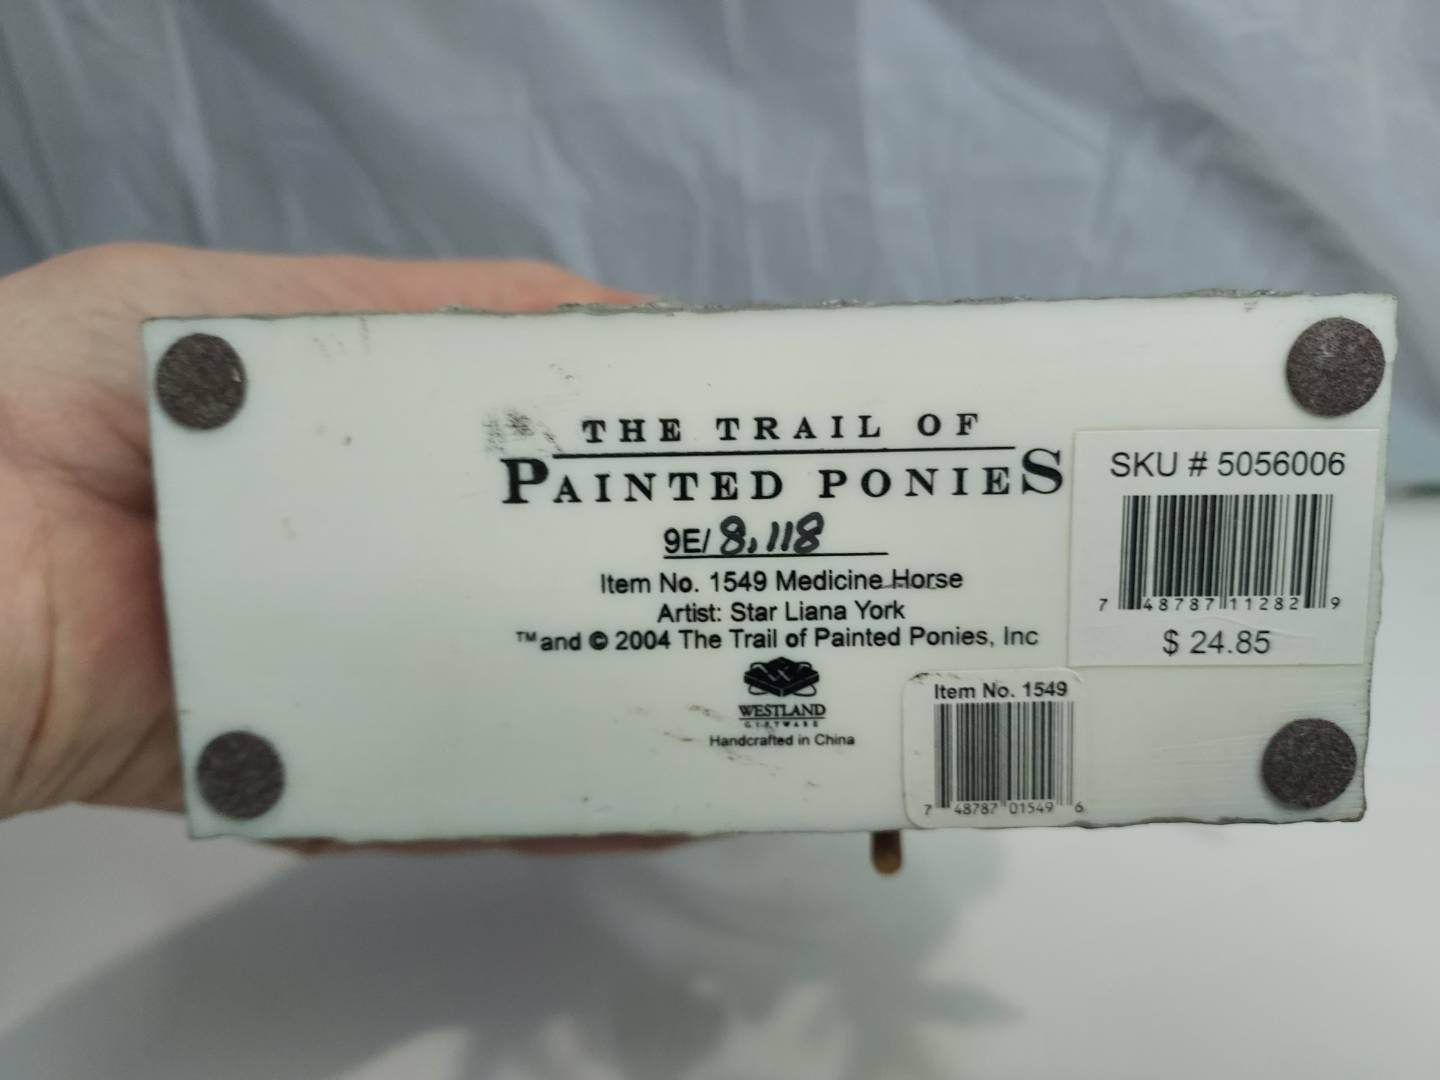 THE TRAIL OF
PAINTED PONIES
9E/ 8,118
Item No. 1549 Medicine Horse
Artist: Star Liana York
™ and © 2004 The Trail of Painted Ponies, Inc
WESTLAND
GIFTWARE
Handcrafted in China
SKU # 5056006
7 48787 11282 9
$ 24.85
Item No. 1549
7 48787 01549 6